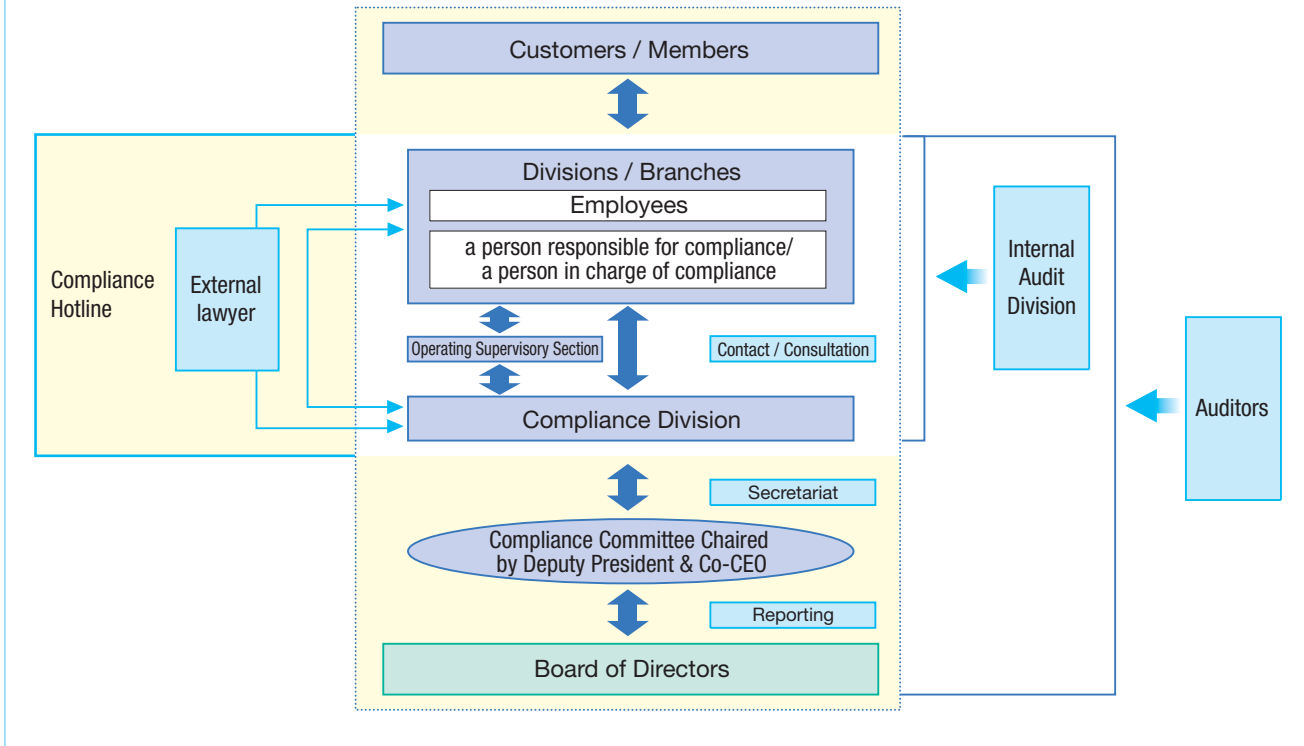 Customers / Members
Divisions / Branches
Employees
a person responsible for compliance/
a person in charge of compliance
Compliance
Hotline
External
lawyer
Internal
Audit
Division
Operating Supervisory Section
Contact / Consultation
Compliance Division
Auditors
Secretariat
Compliance Committee Chaired
by Deputy President & Co-CEO
Reporting
Board of Directors